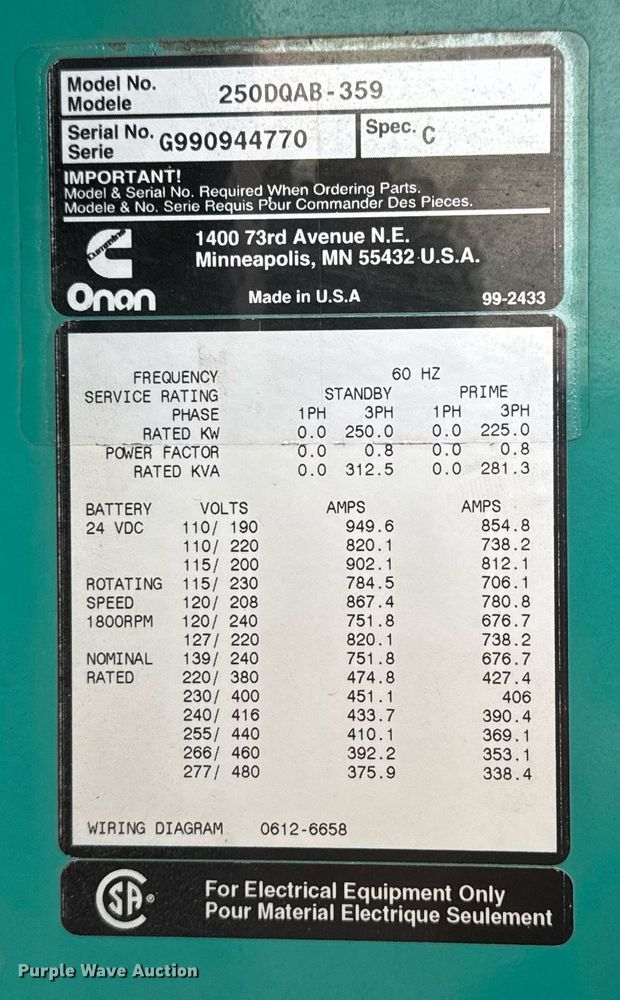 Model No.
Modele
250DQAB-359
Serial No.
Serie
G990944770
Spec. C
IMPORTANT!
Model & Serial No. Required When Ordering Parts.
Modele & No. Serie Requis Pour Commander Des Pieces.
Cummins
Onan
1400 73rd Avenue N.E.
Minneapolis, MN 55432 U.S.A.
Made in U.S.A
99-2433
FREQUENCY 60 HZ
SERVICE RATING STANDBY PRIME
PHASE 1PH 3PH 1PH 3PH
RATED KW 0.0 250.0 0.0 225.0
POWER FACTOR 0.0 0.8 0.0 0.8
RATED KVA 0.0 312.5 0.0 281.3
BATTERY VOLTS AMPS AMPS
24 VDC 110/ 190 949.6 854.8
110/ 220 820.1 738.2
115/ 200 902.1 812.1
ROTATING 115/ 230 784.5 706.1
SPEED 120/ 208 867.4 780.8
1800RPM 120/ 240 751.8 676.7
127/ 220 820.1 738.2
NOMINAL 139/ 240 751.8 676.7
RATED 220/ 380 474.8 427.4
230/ 400 451.1 406
240/ 416 433.7 390.4
255/ 440 410.1 369.1
266/ 460 392.2 353.1
277/ 480 375.9 338.4
WIRING DIAGRAM 0612-6658
SA ®
For Electrical Equipment Only
Pour Material Electrique Seulement
Purple Wave Auction